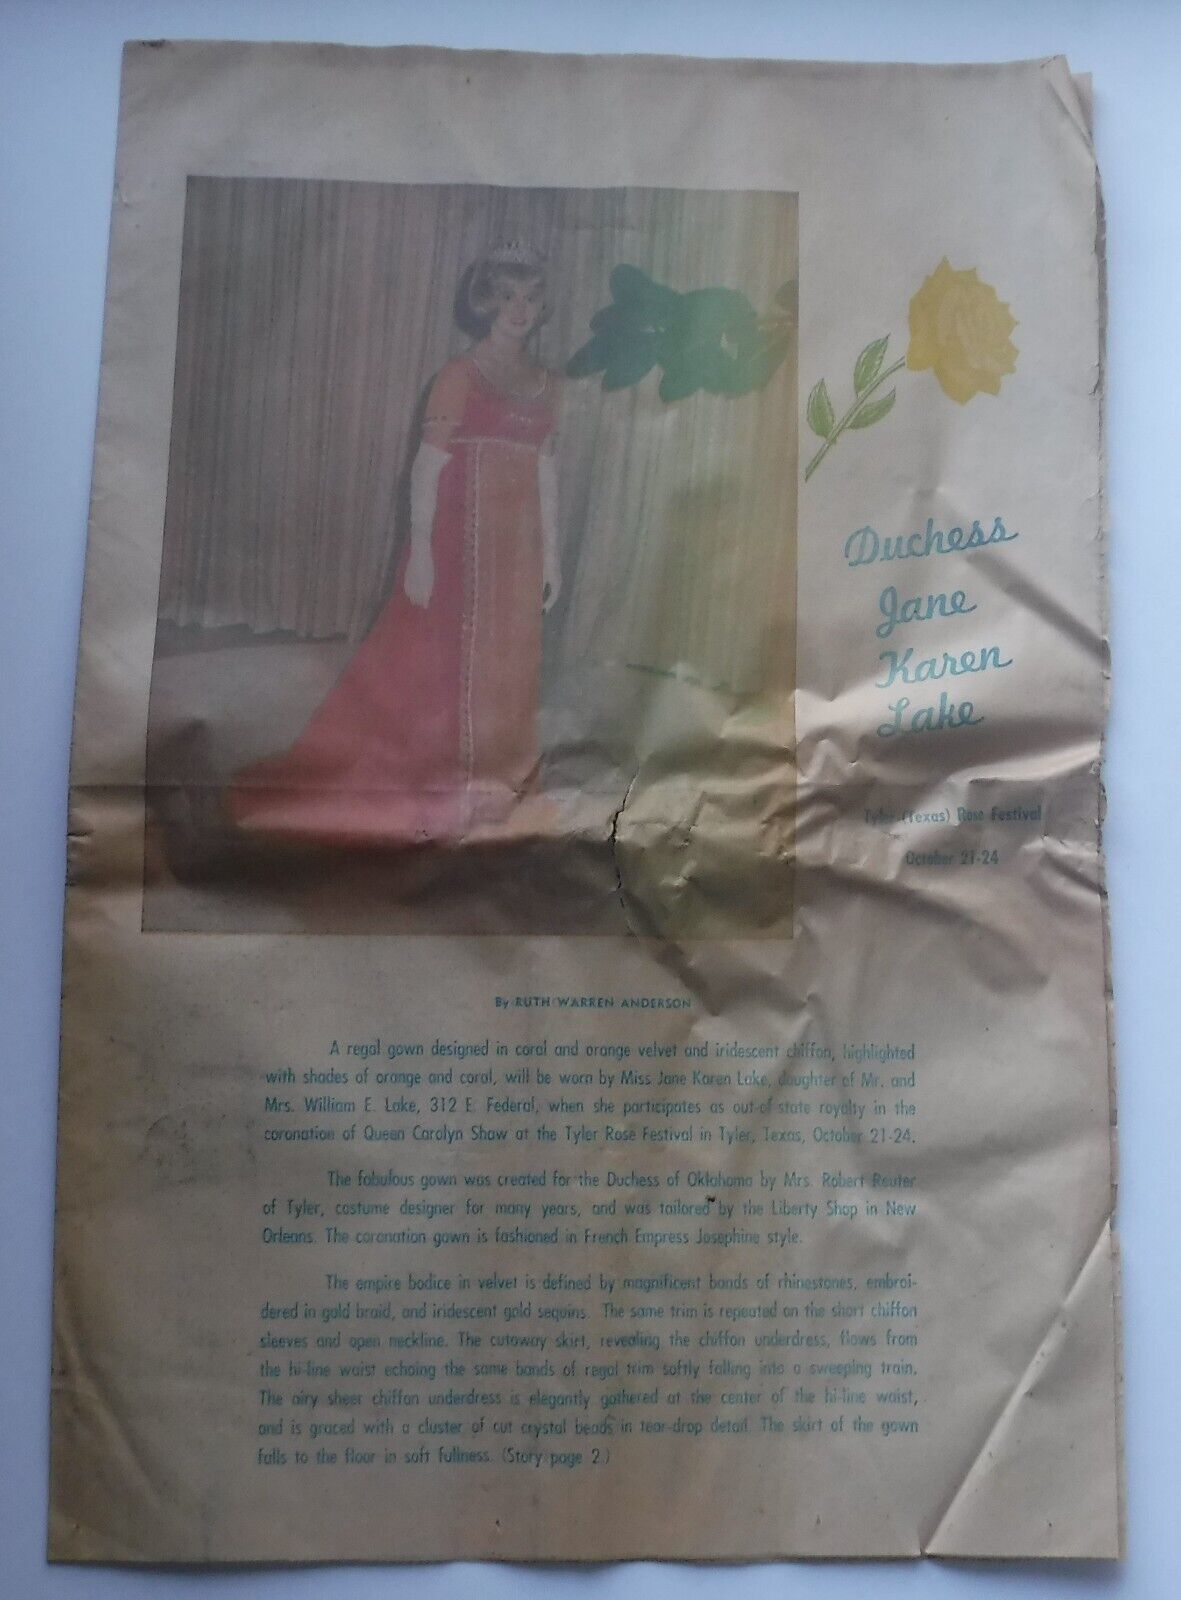 Duchess
Jane
Karen
Lake
Tyler (Texas) Rose Festival
October 21-24
By RUTH WARREN ANDERSON
A regal gown designed in coral and orange velvet and iridescent chiffon, highlighted
with shades of orange and coral, will be worn by Miss Jane Karen Lake, daughter of Mr. and
Mrs. William E. Lake, 312 E. Federal, when she participates as out-of-state royalty in the
coronation of Queen Carolyn Shaw at the Tyler Rose Festival in Tyler, Texas, October 21-24.
The fabulous gown was created for the Duchess of Oklahoma by Mrs. Robert Reuter
of Tyler, costume designer for many years, and was tailored by the Liberty Shop in New
Orleans. The coronation gown is fashioned in French Empress Josephine style.
The empire bodice in velvet is defined by magnificent bands of rhinestones, embroi-
dered in gold braid, and iridescent gold sequins. The same trim is repeated on the short chiffon
sleeves and open neckline. The cutaway skirt, revealing the chiffon underdress, flows from
the hi-line waist echoing the same bands of regal trim softly falling into a sweeping train.
The airy sheer chiffon underdress is elegantly gathered at the center of the hi-line waist,
and is graced with a cluster of cut crystal beads in tear-drop detail. The skirt of the gown
falls to the floor in soft fullness. (Story page 2.)